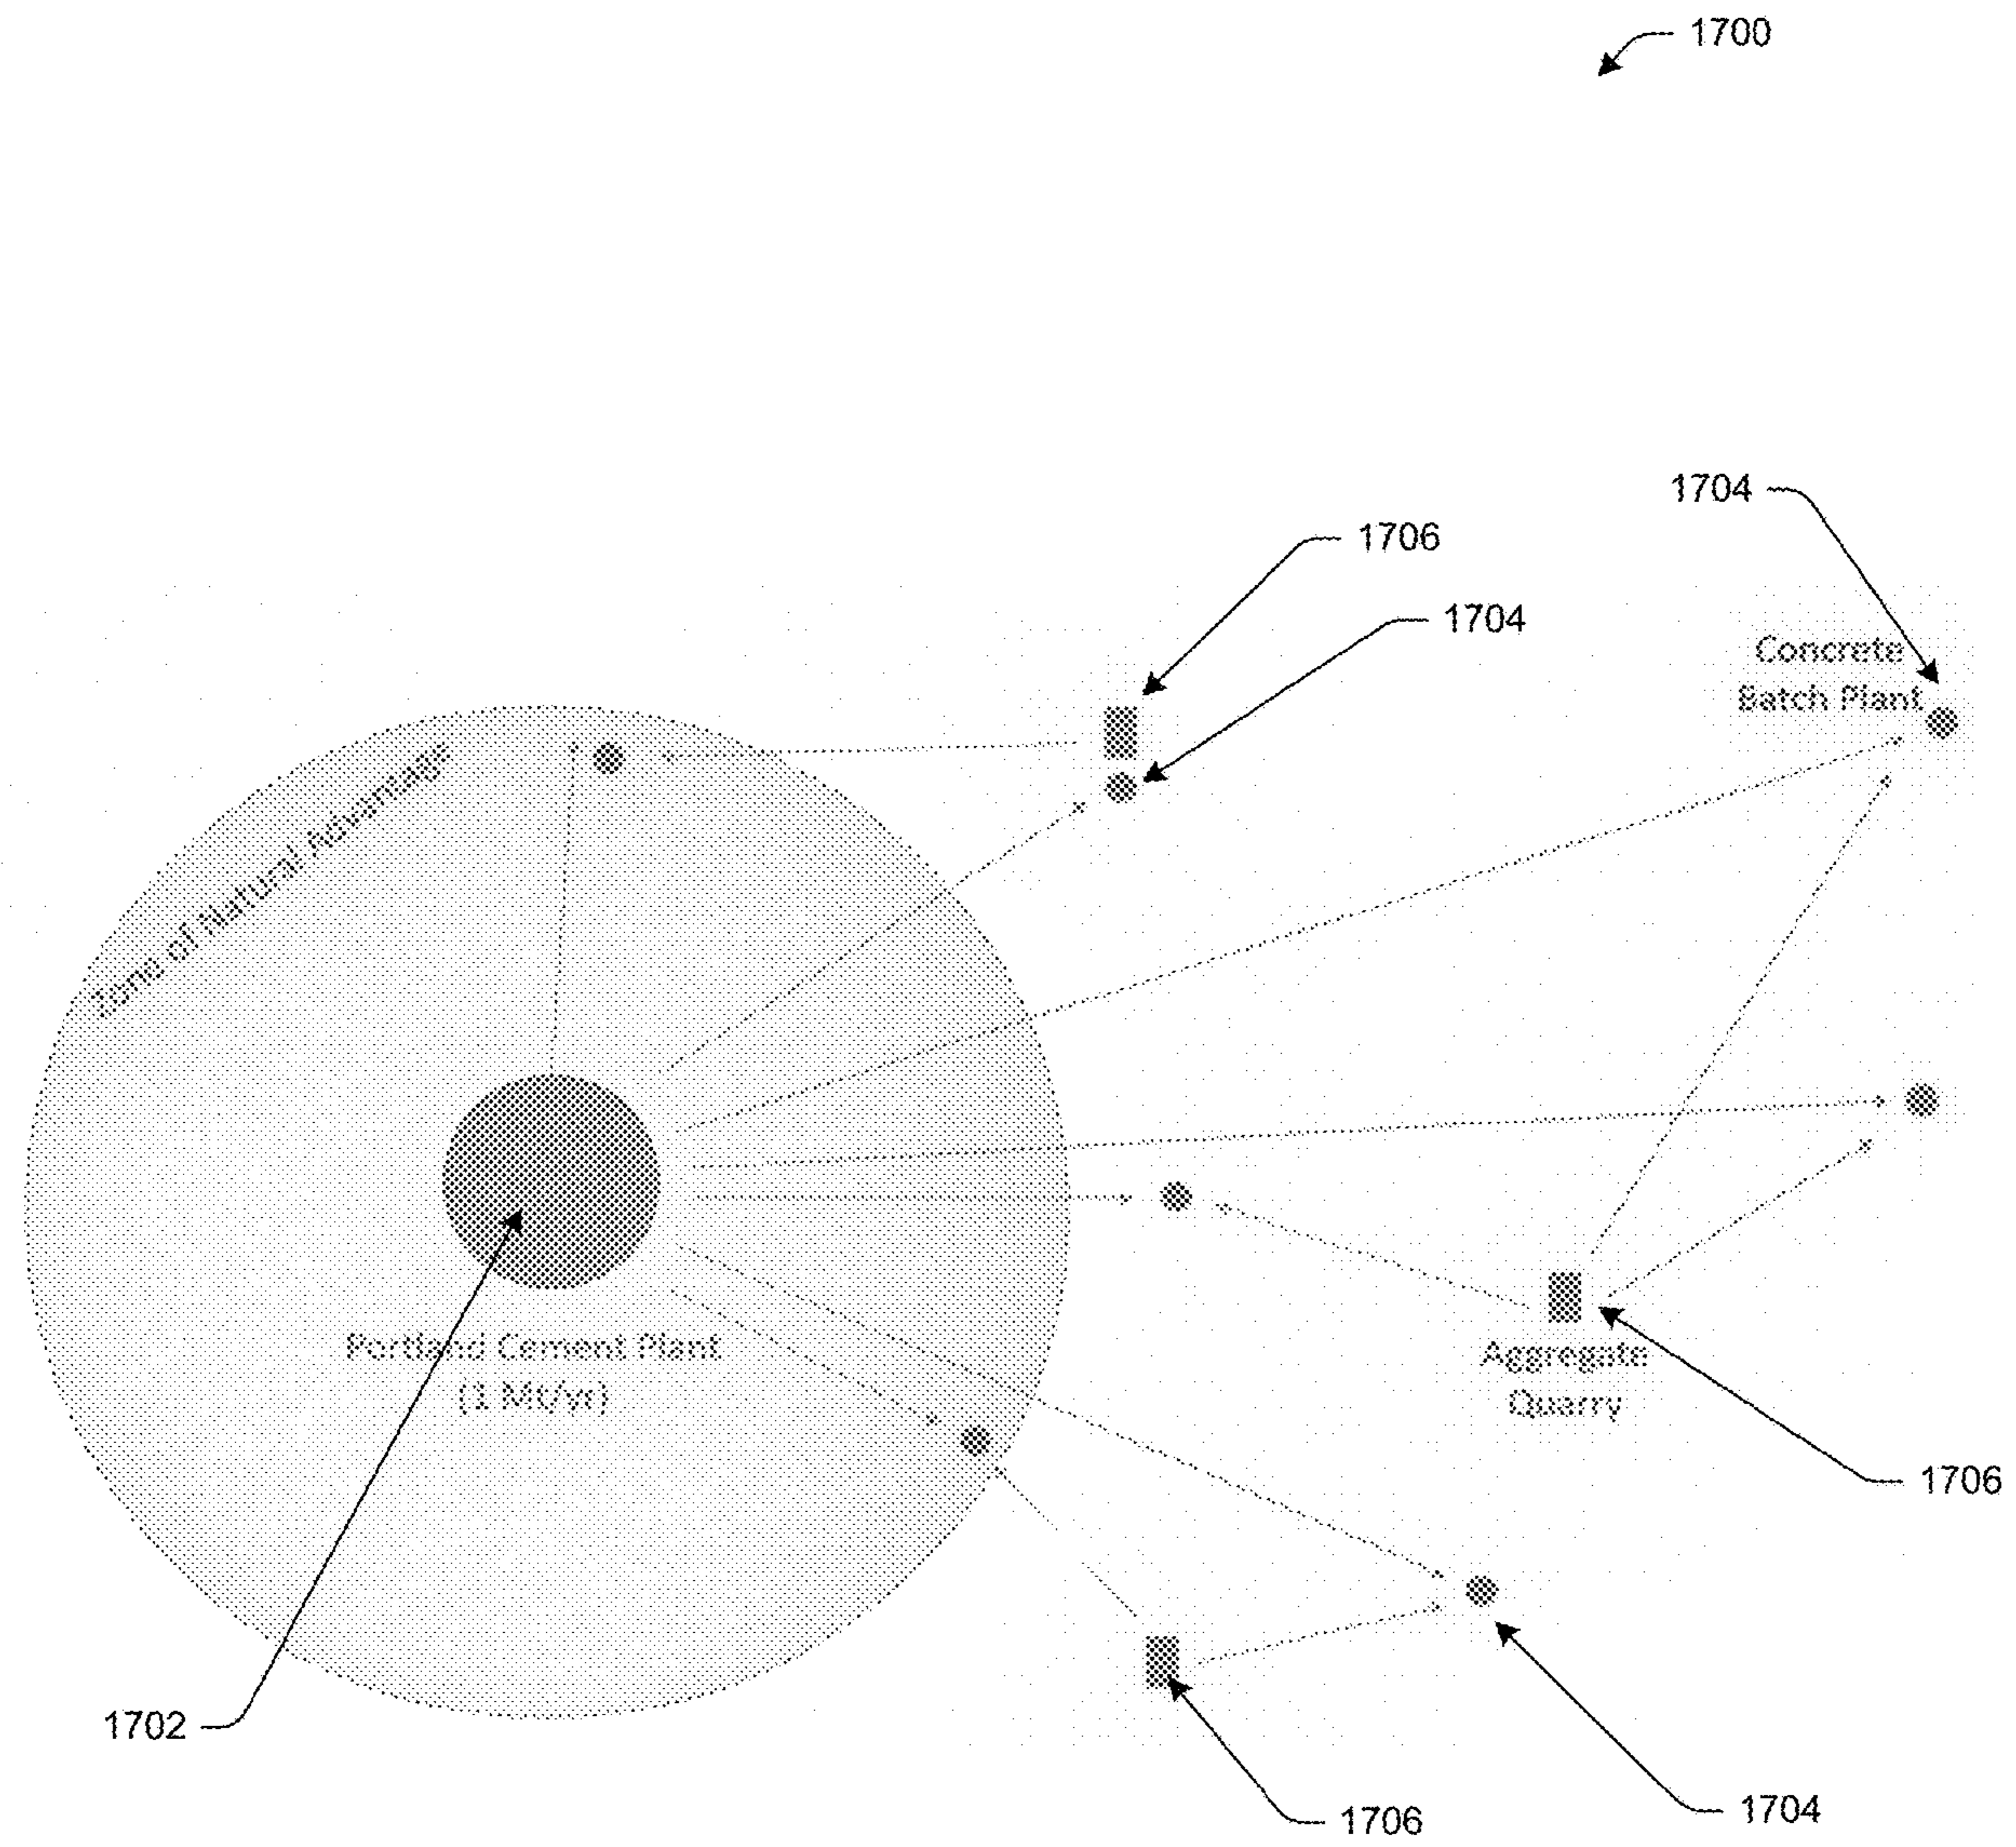 1700
1704
1706
1704
Concrete
Batch Plant
Zone of Natural Advantage
Portland Cement Plant
(1 Mt/yr)
Aggregate
Quarry
1706
1702
1704
1706